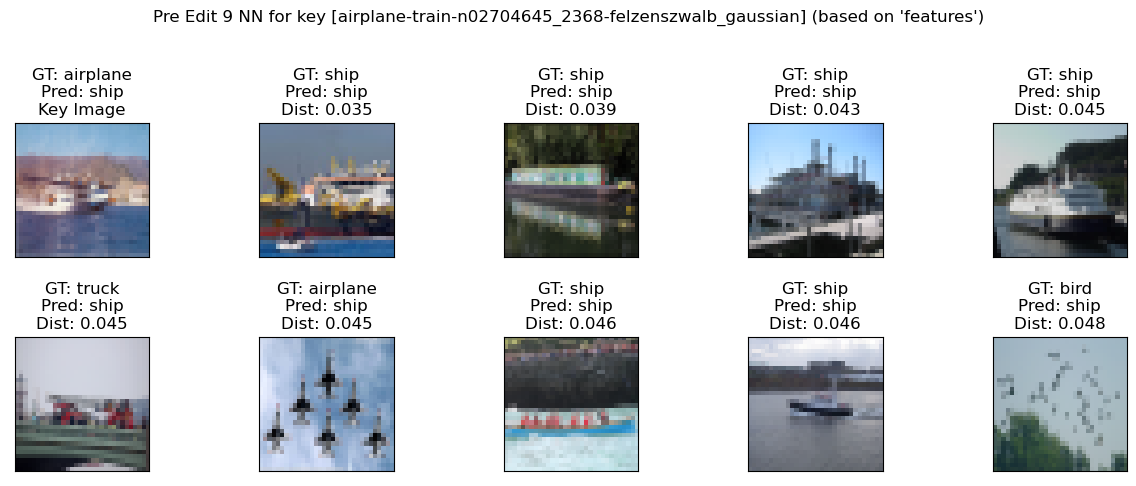 Pre Edit 9 NN for key [airplane-train-n02704645_2368-felzenszwalb_gaussian] (based on 'features')
GT: airplane
Pred: ship
Key Image
GT: ship
Pred: ship
Dist: 0.035
GT: ship
Pred: ship
Dist: 0.039
GT: ship
Pred: ship
Dist: 0.043
GT: ship
Pred: ship
Dist: 0.045
GT: truck
Pred: ship
Dist: 0.045
GT: airplane
Pred: ship
Dist: 0.045
GT: ship
Pred: ship
Dist: 0.046
GT: ship
Pred: ship
Dist: 0.046
GT: bird
Pred: ship
Dist: 0.048